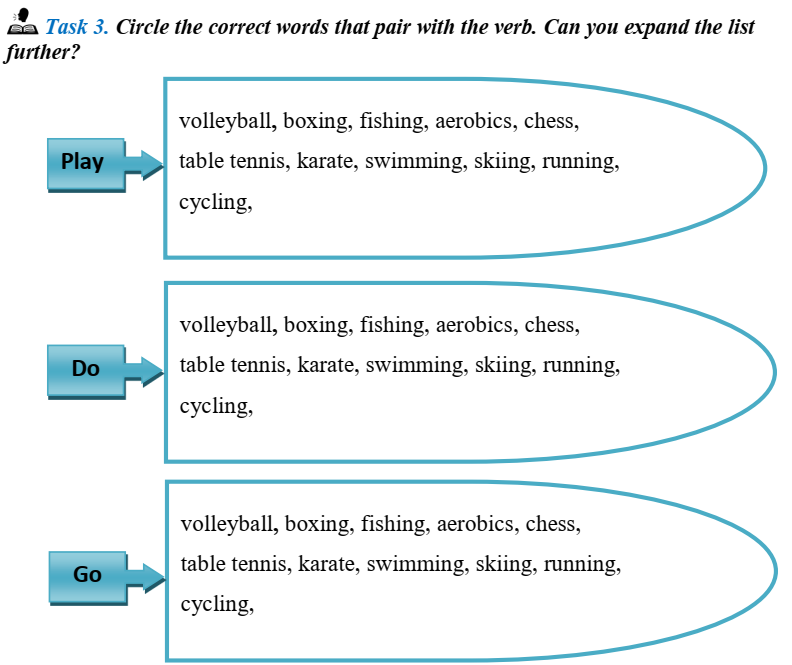 Task 3. Circle the correct words that pair with the verb. Can you expand the list
further?
Play
volleyball, boxing, fishing, aerobics, chess,
table tennis, karate, swimming, skiing, running,
cycling,
Do
volleyball, boxing, fishing, aerobics, chess,
table tennis, karate, swimming, skiing, running,
cycling,
Go
volleyball, boxing, fishing, aerobics, chess,
table tennis, karate, swimming, skiing, running,
cycling,